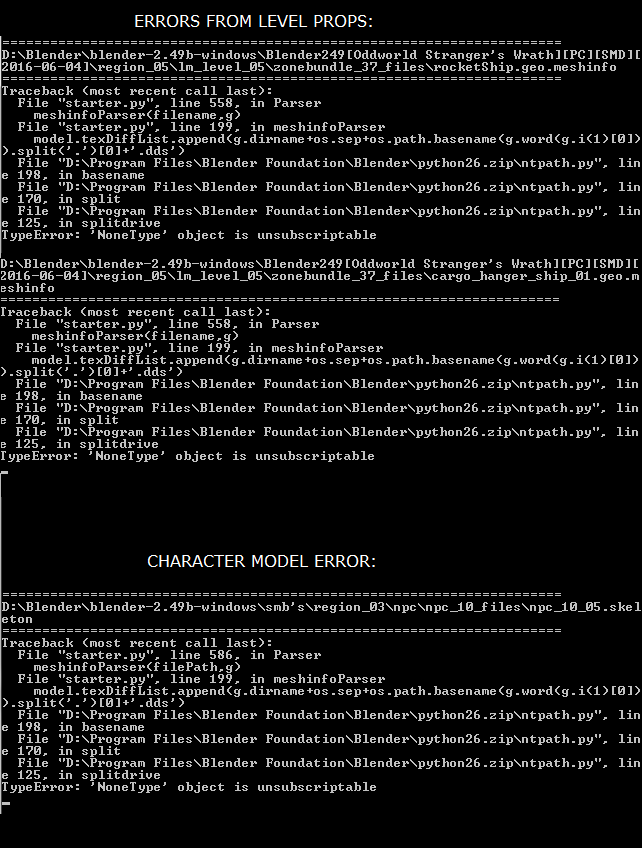 ERRORS FROM LEVEL PROPS:
==============================================================
D:\Blender\blender-2.49b-windows\Blender249[Oddworld Stranger's Wrath][PC][SMD][
2016-06-04]\region_05\lm_level_05\zonebundle_37_files\rocketShip.geo.meshinfo
==============================================================
Traceback (most recent call last):
  File "starter.py", line 558, in Parser
    meshinfoParser(filename,g)
  File "starter.py", line 199, in meshinfoParser
    model.texDiffList.append(g.dirname+os.sep+os.path.basename(g.word(g.i(1)[0])
).split('.')[0]+'.dds')
  File "D:\Program Files\Blender Foundation\Blender\python26.zip\ntpath.py", lin
e 198, in basename
  File "D:\Program Files\Blender Foundation\Blender\python26.zip\ntpath.py", lin
e 170, in split
  File "D:\Program Files\Blender Foundation\Blender\python26.zip\ntpath.py", lin
e 125, in splitdrive
TypeError: 'NoneType' object is unsubscriptable
D:\Blender\blender-2.49b-windows\Blender249[Oddworld Stranger's Wrath][PC][SMD][
2016-06-04]\region_05\lm_level_05\zonebundle_37_files\cargo_hanger_ship_01.geo.m
eshinfo
==============================================================
Traceback (most recent call last):
  File "starter.py", line 558, in Parser
    meshinfoParser(filename,g)
  File "starter.py", line 199, in meshinfoParser
    model.texDiffList.append(g.dirname+os.sep+os.path.basename(g.word(g.i(1)[0])
).split('.')[0]+'.dds')
  File "D:\Program Files\Blender Foundation\Blender\python26.zip\ntpath.py", lin
e 198, in basename
  File "D:\Program Files\Blender Foundation\Blender\python26.zip\ntpath.py", lin
e 170, in split
  File "D:\Program Files\Blender Foundation\Blender\python26.zip\ntpath.py", lin
e 125, in splitdrive
TypeError: 'NoneType' object is unsubscriptable
CHARACTER MODEL ERROR:
==============================================================
D:\Blender\blender-2.49b-windows\smb's\region_03\npc\npc_10_files\npc_10_05.skel
eton
==============================================================
Traceback (most recent call last):
  File "starter.py", line 586, in Parser
    meshinfoParser(filePath,g)
  File "starter.py", line 199, in meshinfoParser
    model.texDiffList.append(g.dirname+os.sep+os.path.basename(g.word(g.i(1)[0])
).split('.')[0]+'.dds')
  File "D:\Program Files\Blender Foundation\Blender\python26.zip\ntpath.py", lin
e 198, in basename
  File "D:\Program Files\Blender Foundation\Blender\python26.zip\ntpath.py", lin
e 170, in split
  File "D:\Program Files\Blender Foundation\Blender\python26.zip\ntpath.py", lin
e 125, in splitdrive
TypeError: 'NoneType' object is unsubscriptable